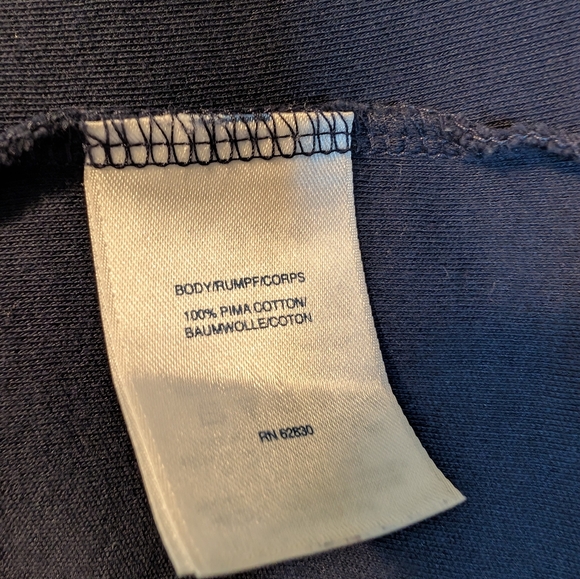 BODY/RUMPF/CORPS
100% PIMA COTTON/
BAUMWOLLE/COTON
RN 62830